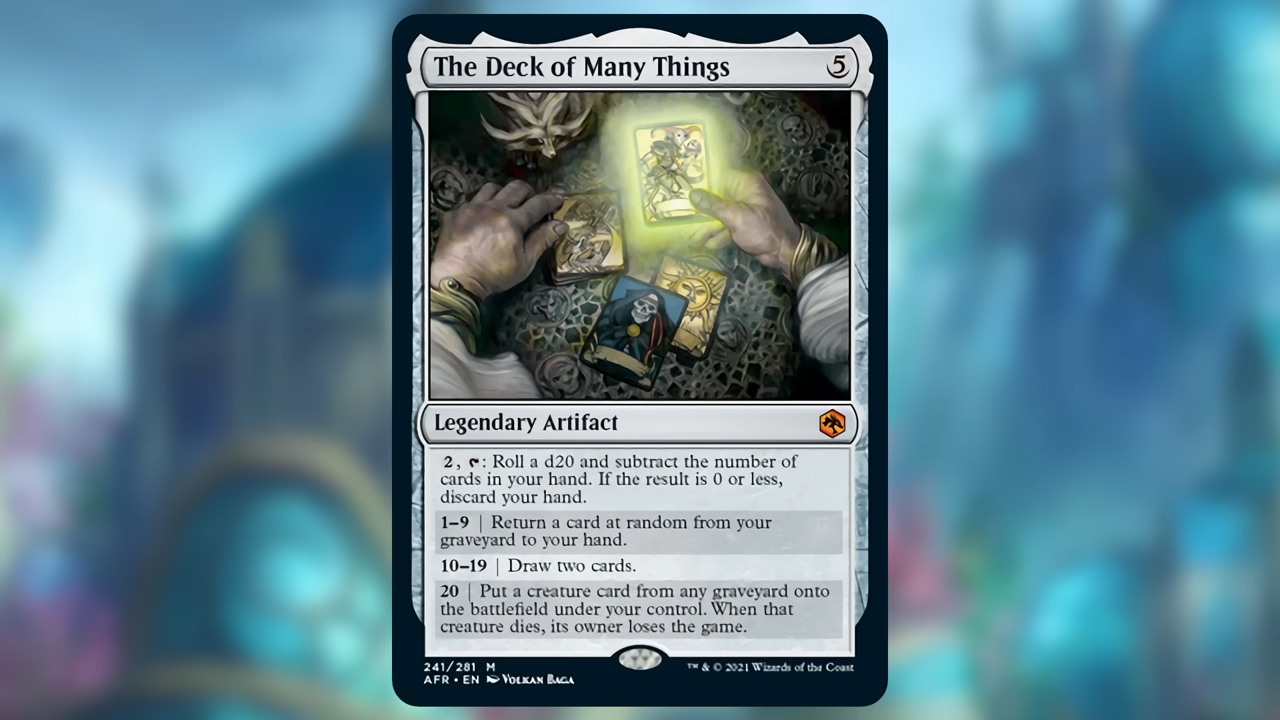 The Deck of Many Things 5
Legendary Artifact
2, : Roll a d20 and subtract the number of
cards in your hand. If the result is 0 or less,
discard your hand.
1–9 | Return a card at random from your
graveyard to your hand.
10–19 | Draw two cards.
20 | Put a creature card from any graveyard onto
the battlefield under your control. When that
creature dies, its owner loses the game.
241/281 M
AFR • EN Volkan Baga
™ & © 2021 Wizards of the Coast